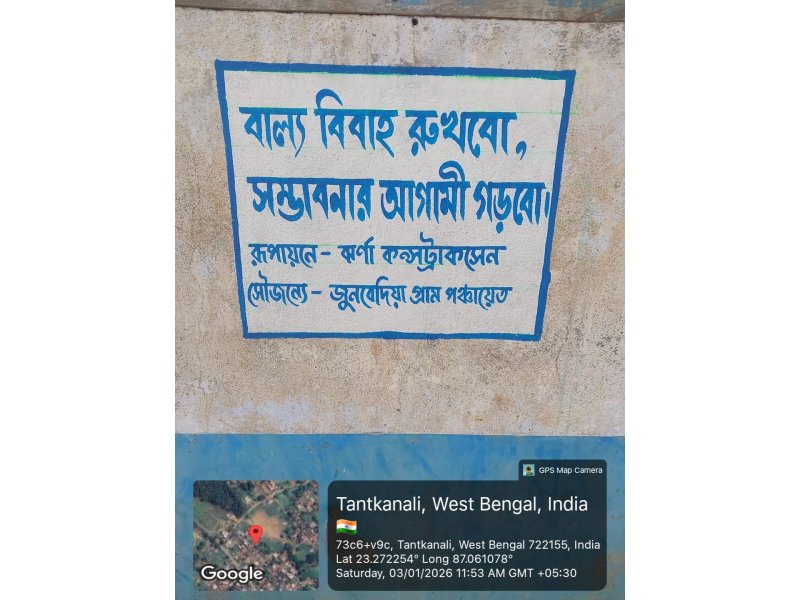 বাল্য বিবাহ রুখবো,
সম্ভাবনার আগামী গড়বো।
রূপায়নে - ঝর্ণা কন্সট্রাকসেন
সৌজন্যে - জুনবেদিয়া গ্রাম পঞ্চায়েত
GPS Map Camera
Tantkanali, West Bengal, India
73c6+v9c, Tantkanali, West Bengal 722155, India
Lat 23.272254° Long 87.061078°
Saturday, 03/01/2026 11:53 AM GMT +05:30
Google